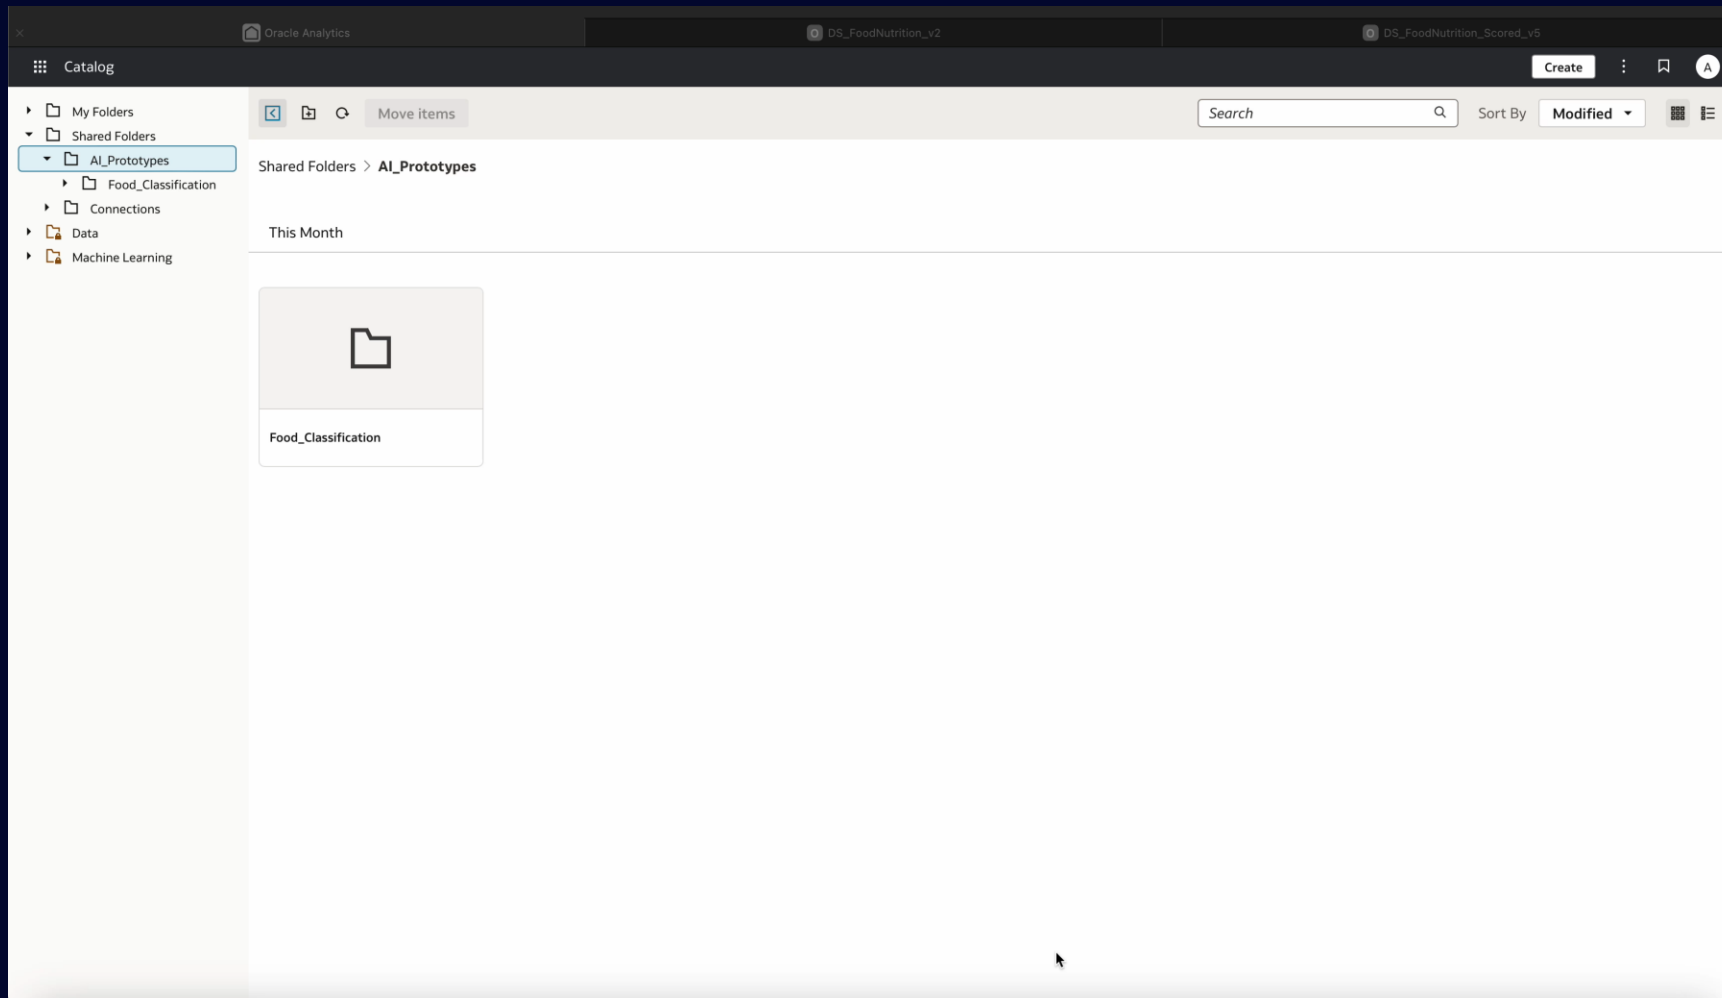 Oracle Analytics
DS_FoodNutrition_v2
DS_FoodNutrition_Scored_v5
Catalog
Create
A
My Folders
Shared Folders
AI_Prototypes
Food_Classification
Connections
Data
Machine Learning
Move items
Search
Sort By
Modified
Shared Folders > AI_Prototypes
This Month
Food_Classification